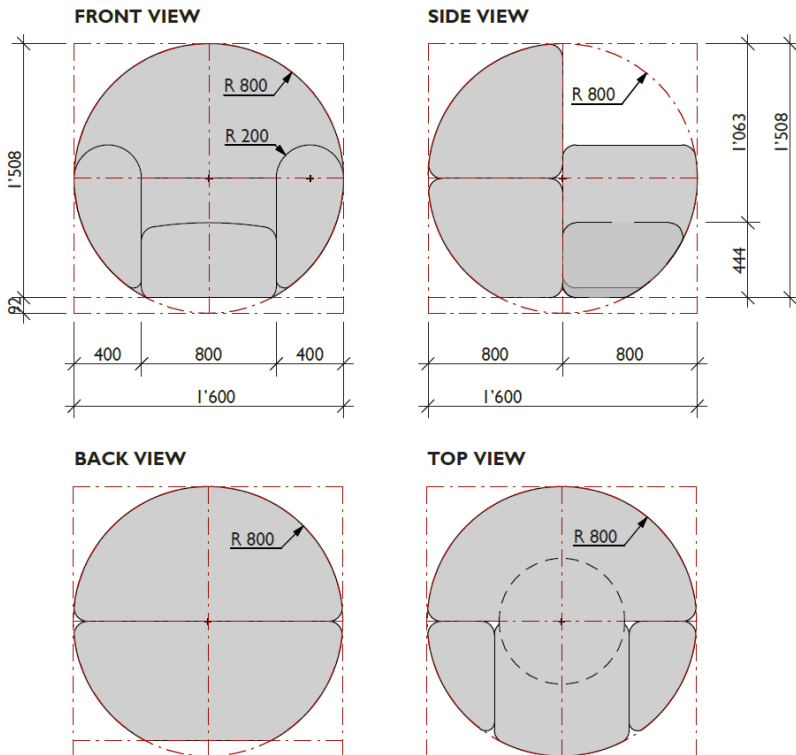 FRONT VIEW
SIDE VIEW
R 800
R 200
1'508
92
400
800
400
1'600
R 800
1'063
444
1'508
800
800
1'600
BACK VIEW
TOP VIEW
R 800
R 800